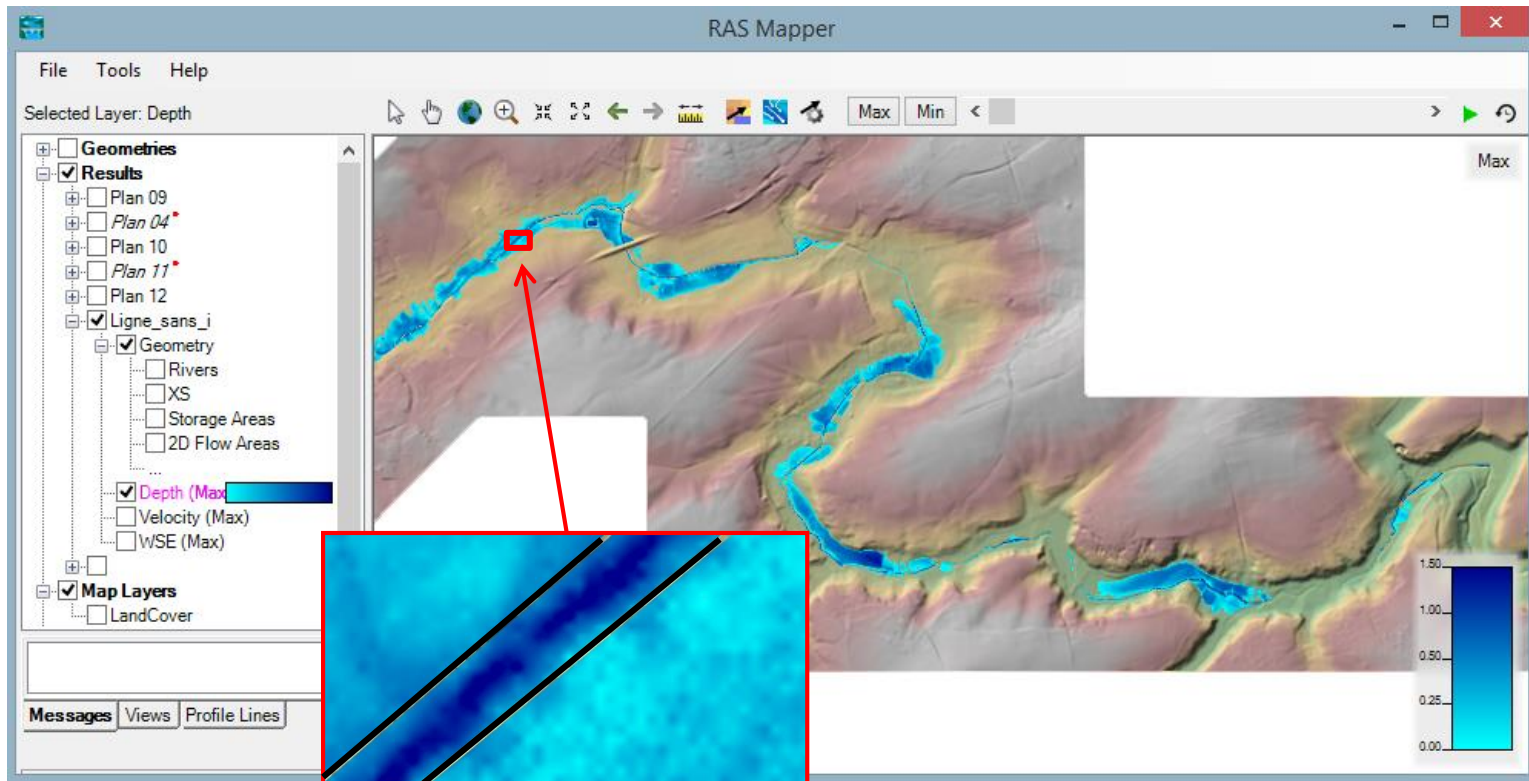 RAS Mapper
File Tools Help
Selected Layer: Depth
Max Min
Geometries
Results
Plan 09
Plan 04
Plan 10
Plan 11
Plan 12
Ligne_sans_i
Geometry
Rivers
XS
Storage Areas
2D Flow Areas
...
Depth (Max
Velocity (Max)
WSE (Max)
Map Layers
LandCover
Messages Views Profile Lines
Max
1.50
1.00
0.50
0.25
0.00